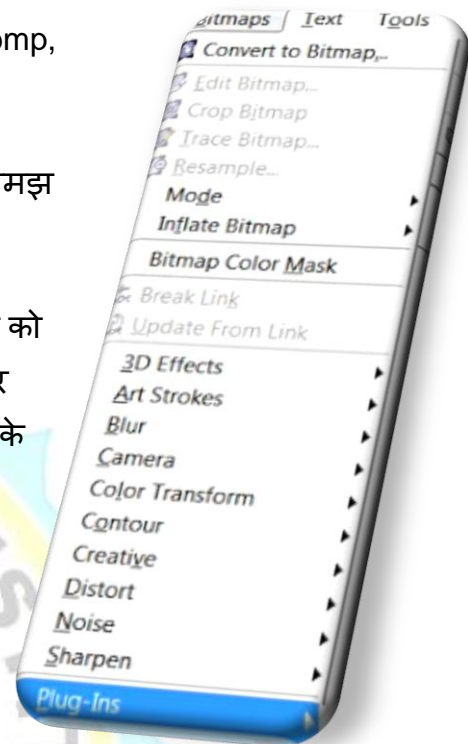 Bitmaps Text Tools
omp,
Convert to Bitmap...
Edit Bitmap...
Crop Bitmap
Trace Bitmap...
मझ
Resample...
Mode
Inflate Bitmap
Bitmap Color Mask
Break Link
को
Update From Link
3D Effects
Art Strokes
के
Blur
Camera
Color Transform
Contour
Creative
Distort
Noise
Sharpen
Plug-Ins